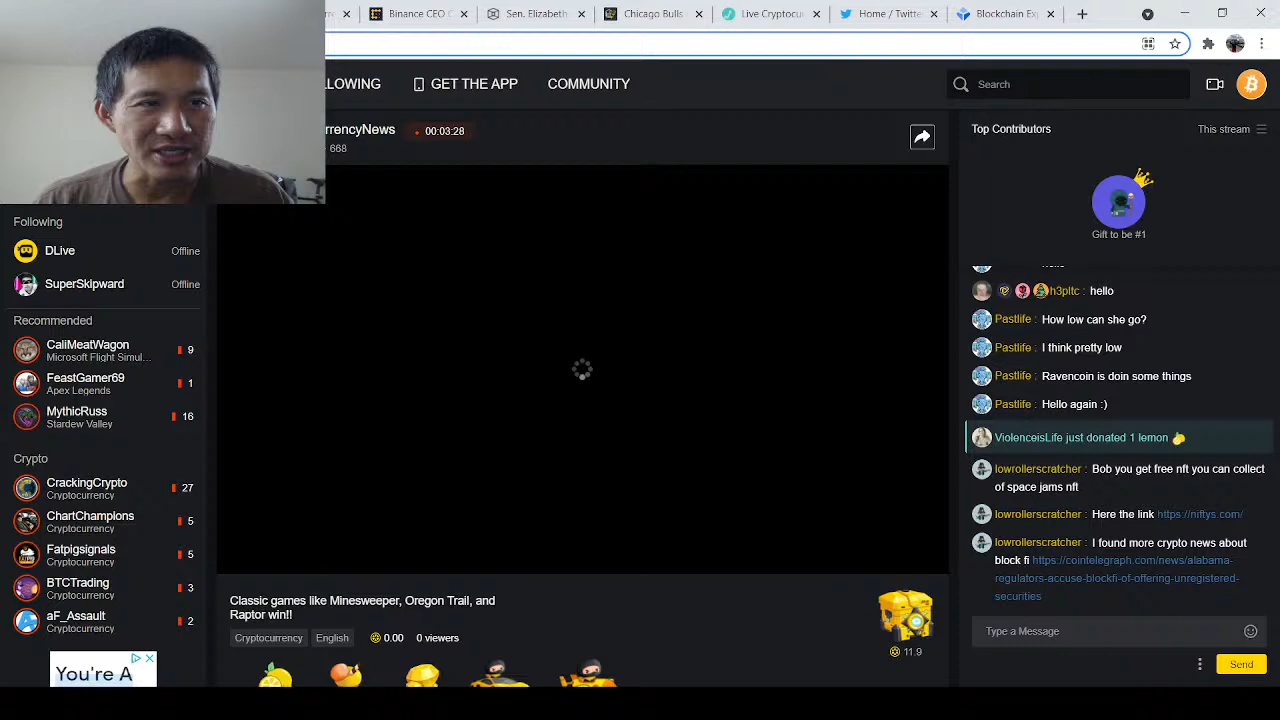 Binance CEO C
Sen. Elizabeth
Chicago Bulls
Live Cryptocur
Home / Twitte
Blockchain Exp
LLOWING
GET THE APP
COMMUNITY
Search
rrencyNews
00:03:28
668
Top Contributors
This stream
Gift to be #1
Following
DLive
Offline
SuperSkipward
Offline
Recommended
CaliMeatWagon
Microsoft Flight Simul...
9
FeastGamer69
Apex Legends
1
MythicRuss
Stardew Valley
16
Crypto
CrackingCrypto
Cryptocurrency
27
ChartChampions
Cryptocurrency
5
Fatpigsignals
Cryptocurrency
5
BTCTrading
Cryptocurrency
3
aF_Assault
Cryptocurrency
2
You're A
h3pltc : hello
Pastlife : How low can she go?
Pastlife : I think pretty low
Pastlife : Ravencoin is doin some things
Pastlife : Hello again :)
ViolenceisLife just donated 1 lemon
lowrollerscratcher : Bob you get free nft you can collect
of space jams nft
lowrollerscratcher : Here the link https://niftys.com/
lowrollerscratcher : I found more crypto news about
block fi https://cointelegraph.com/news/alabama-
regulators-accuse-blockfi-of-offering-unregistered-
securities
Type a Message
Send
Classic games like Minesweeper, Oregon Trail, and
Raptor win!!
Cryptocurrency
English
0.00
0 viewers
11.9